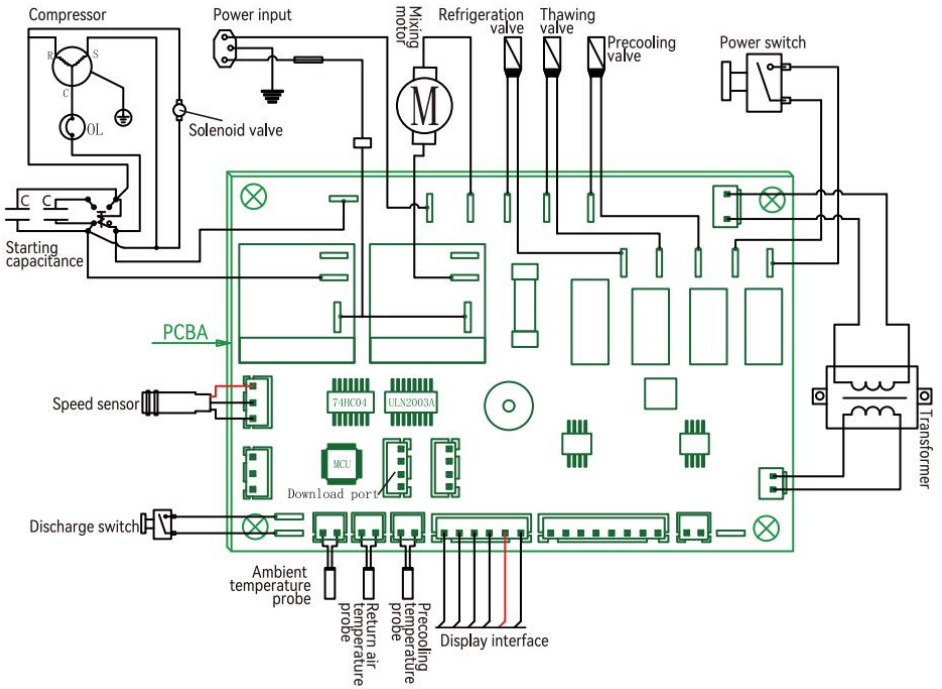 Compressor
Power input
Mixing
motor
Refrigeration
valve
Thawing
valve
Precooling
valve
Power switch
R
S
C
OL
Solenoid valve
M
C
C
Starting
capacitance
PCBA
Speed sensor
74HC04
ULN2003A
MCU
Download port
Transformer
Discharge switch
Ambient
temperature
probe
Return air
temperature
probe
Precooling
temperature
probe
Display interface